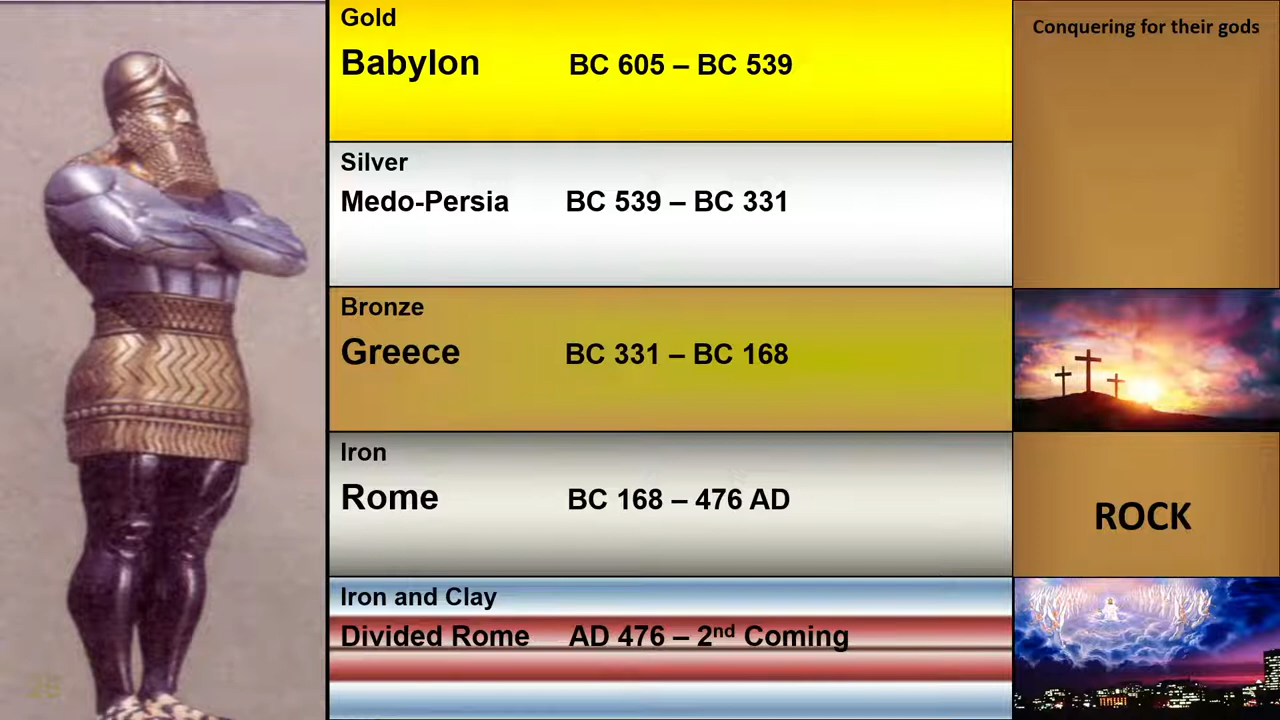 Gold
Babylon BC 605 – BC 539
Conquering for their gods
Silver
Medo-Persia BC 539 – BC 331
Bronze
Greece BC 331 – BC 168
Iron
Rome BC 168 – 476 AD
ROCK
Iron and Clay
Divided Rome AD 476 – 2nd Coming